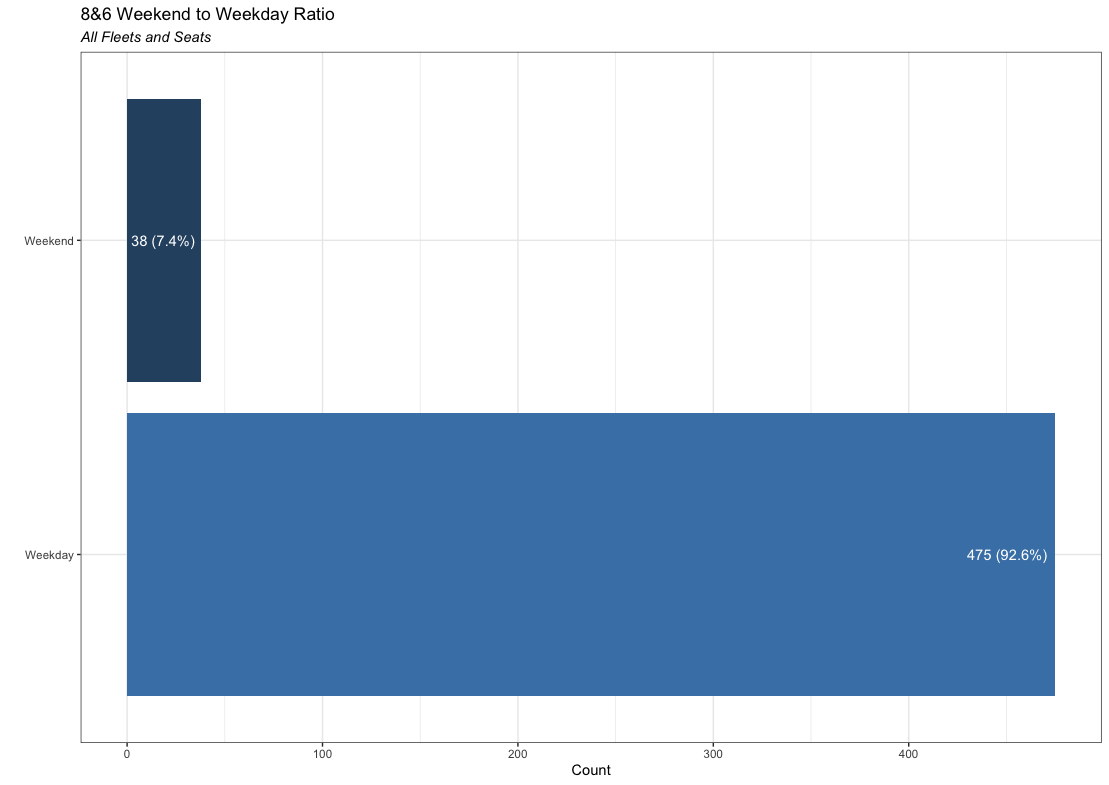 8&6 Weekend to Weekday Ratio
All Fleets and Seats
Weekend
38 (7.4%)
Weekday
475 (92.6%)
0 100 200 300 400
Count